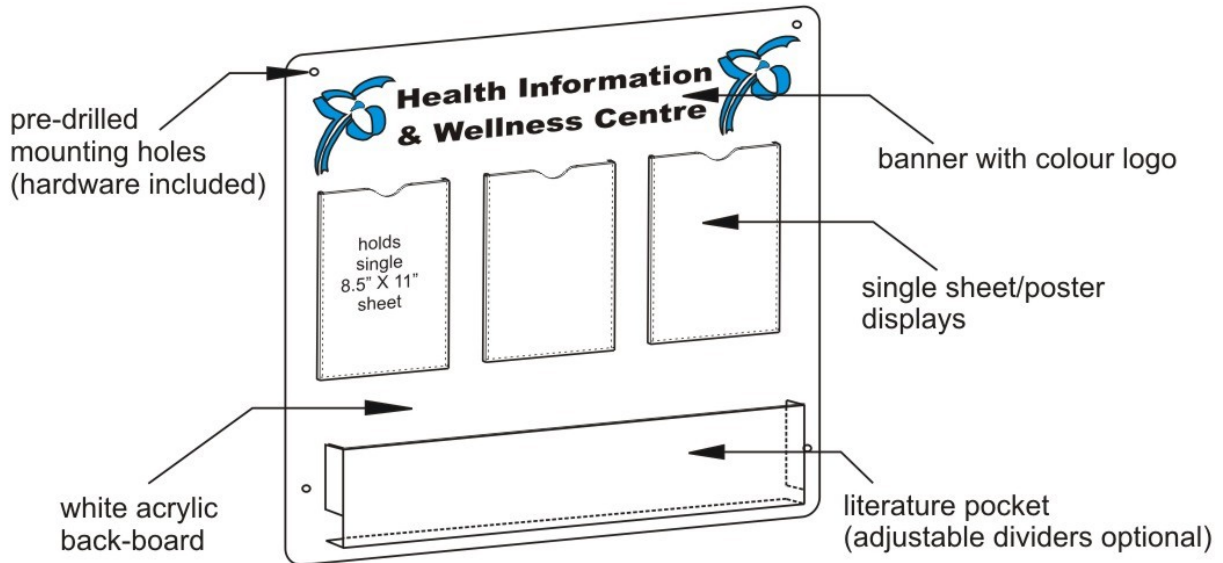 Health Information
& Wellness Centre
pre-drilled
mounting holes
(hardware included)
banner with colour logo
holds
single
8.5” X 11”
sheet
single sheet/poster
displays
white acrylic
back-board
literature pocket
(adjustable dividers optional)